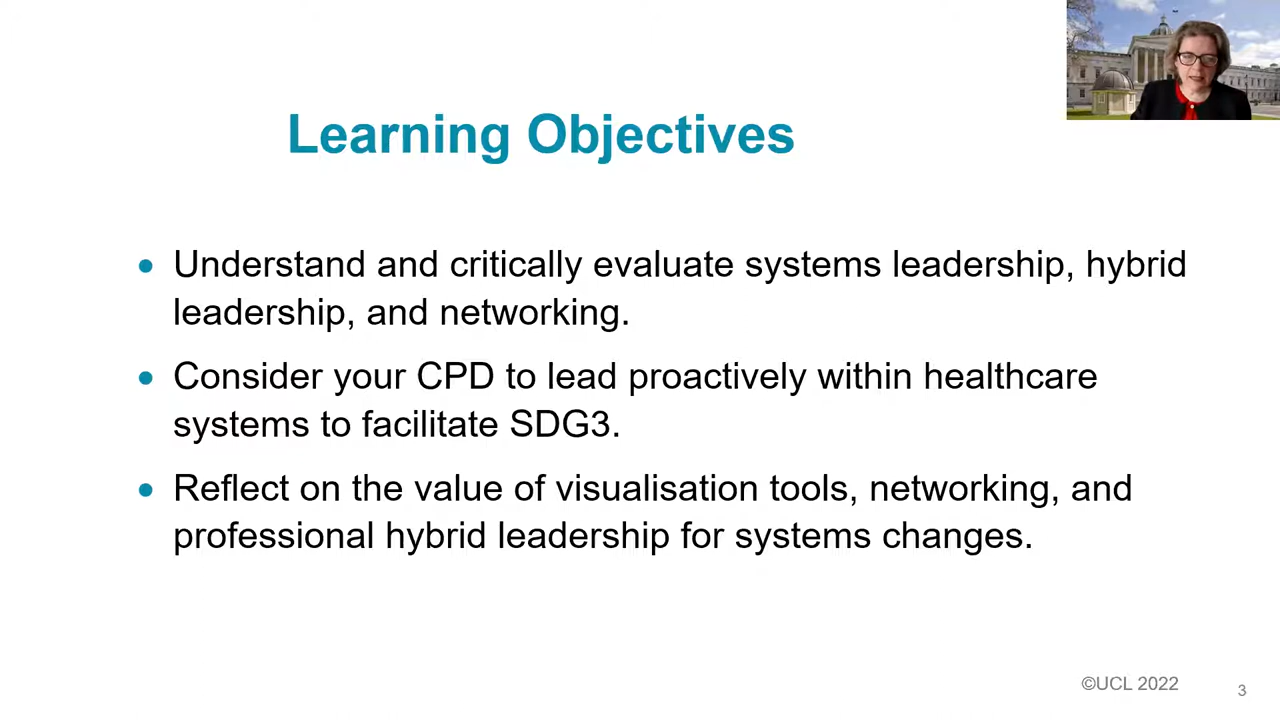 Learning Objectives
• Understand and critically evaluate systems leadership, hybrid
leadership, and networking.
• Consider your CPD to lead proactively within healthcare
systems to facilitate SDG3.
• Reflect on the value of visualisation tools, networking, and
professional hybrid leadership for systems changes.
©UCL 2022
3